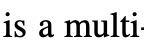 is a multi-